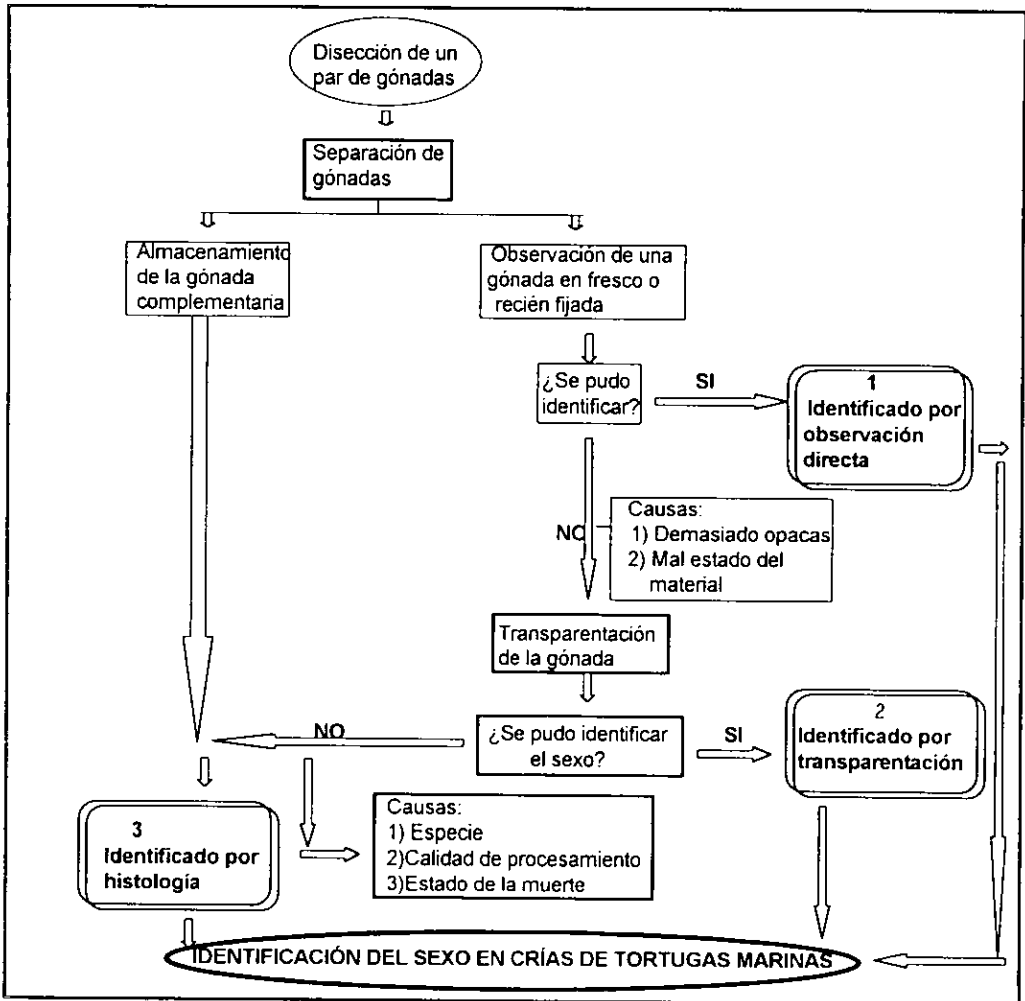 Disección de un
par de gónadas
Separación de
gónadas
Almacenamiento
de la gónada
complementaria
Observación de una
gónada en fresco o
recién fijada
¿Se pudo
identificar?
SI
1
Identificado por
observación
directa
NO
Causas:
1) Demasiado opacas
2) Mal estado del
material
Transparentación
de la gónada
¿Se pudo identificar
el sexo?
SI
2
Identificado por
transparentación
NO
Causas:
1) Especie
2)Calidad de procesamiento
3)Estado de la muerte
3
Identificado por
histología
IDENTIFICACIÓN DEL SEXO EN CRÍAS DE TORTUGAS MARINAS